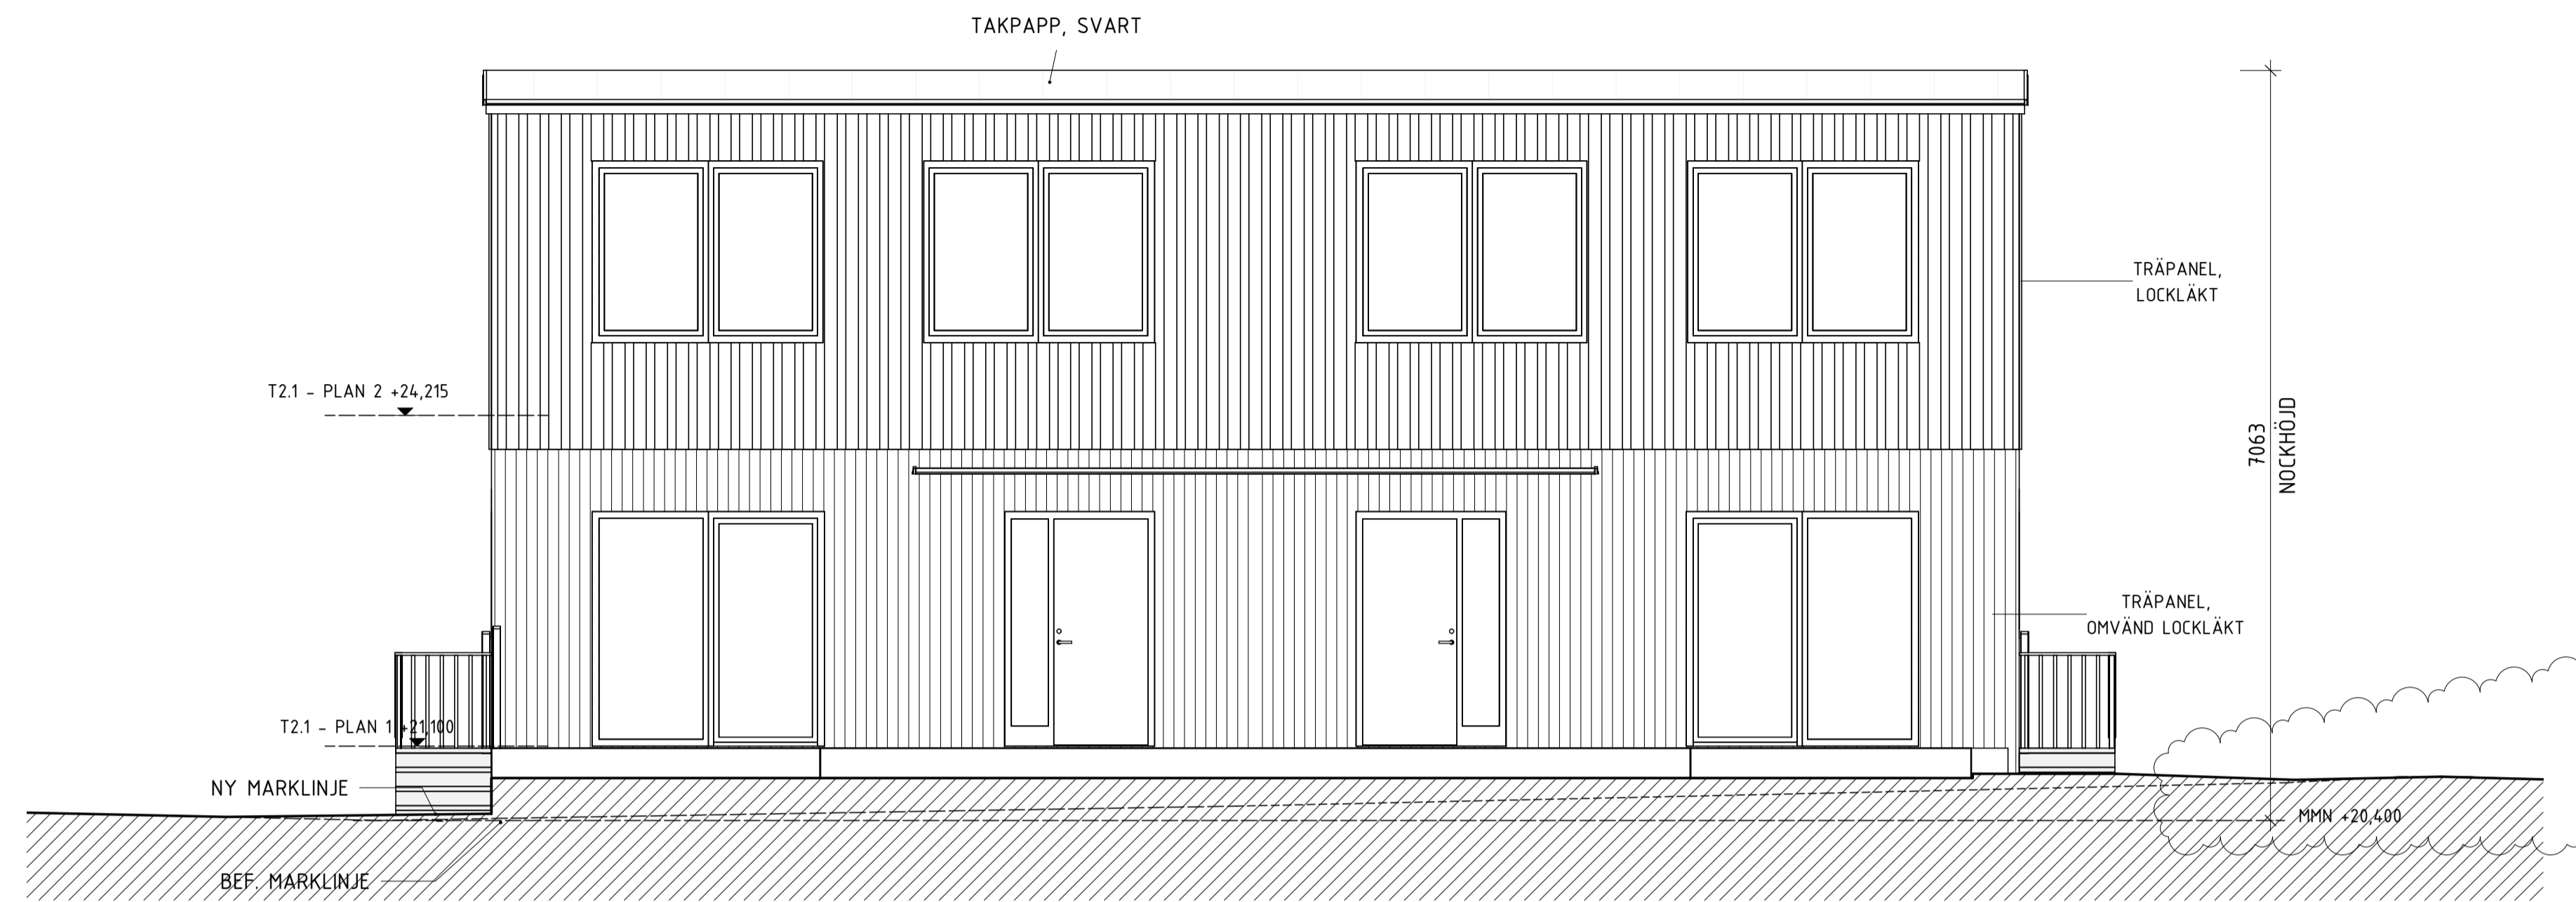 TAKPAPP, SVART
TRÄPANEL,
LOCKLÄKT
T2.1 - PLAN 2 +24,215
7063
NOCKHÖJD
TRÄPANEL,
OMVÄND LOCKLÄKT
T2.1 - PLAN 1 +21,100
NY MARKLINJE
MMN +20,400
BEF. MARKLINJE